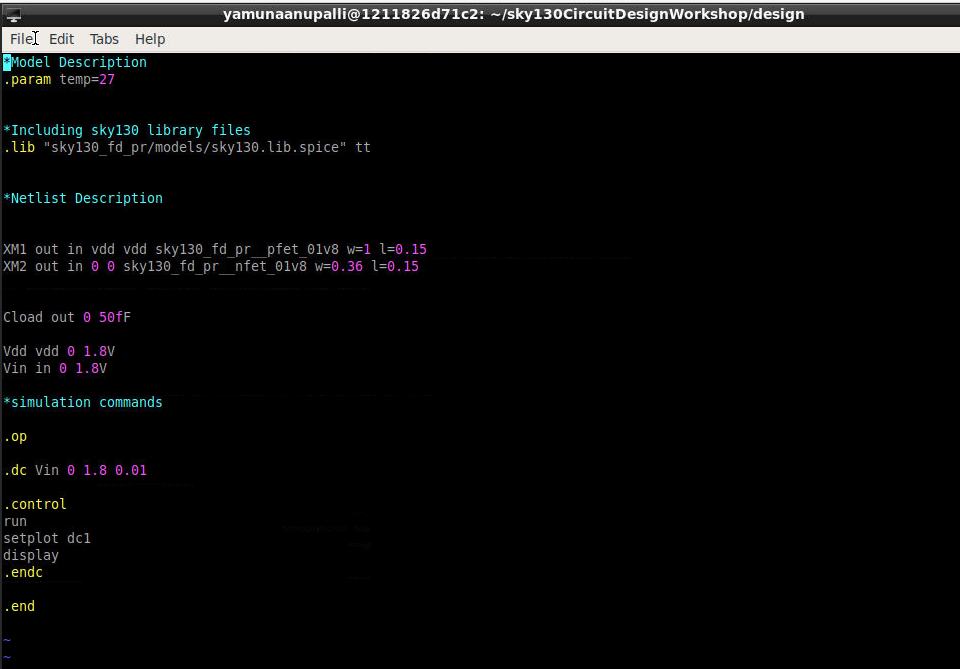 yamunaanupalli@1211826d71c2: ~/sky130CircuitDesignWorkshop/design
File Edit Tabs Help
*Model Description
.param temp=27
*Including sky130 library files
.lib "sky130_fd_pr/models/sky130.lib.spice" tt
*Netlist Description
XM1 out in vdd vdd sky130_fd_pr__pfet_01v8 w=1 l=0.15
XM2 out in 0 0 sky130_fd_pr__nfet_01v8 w=0.36 l=0.15
Cload out 0 50fF
Vdd vdd 0 1.8V
Vin in 0 1.8V
*simulation commands
.op
.dc Vin 0 1.8 0.01
.control
run
setplot dc1
display
.endc
.end
~
~